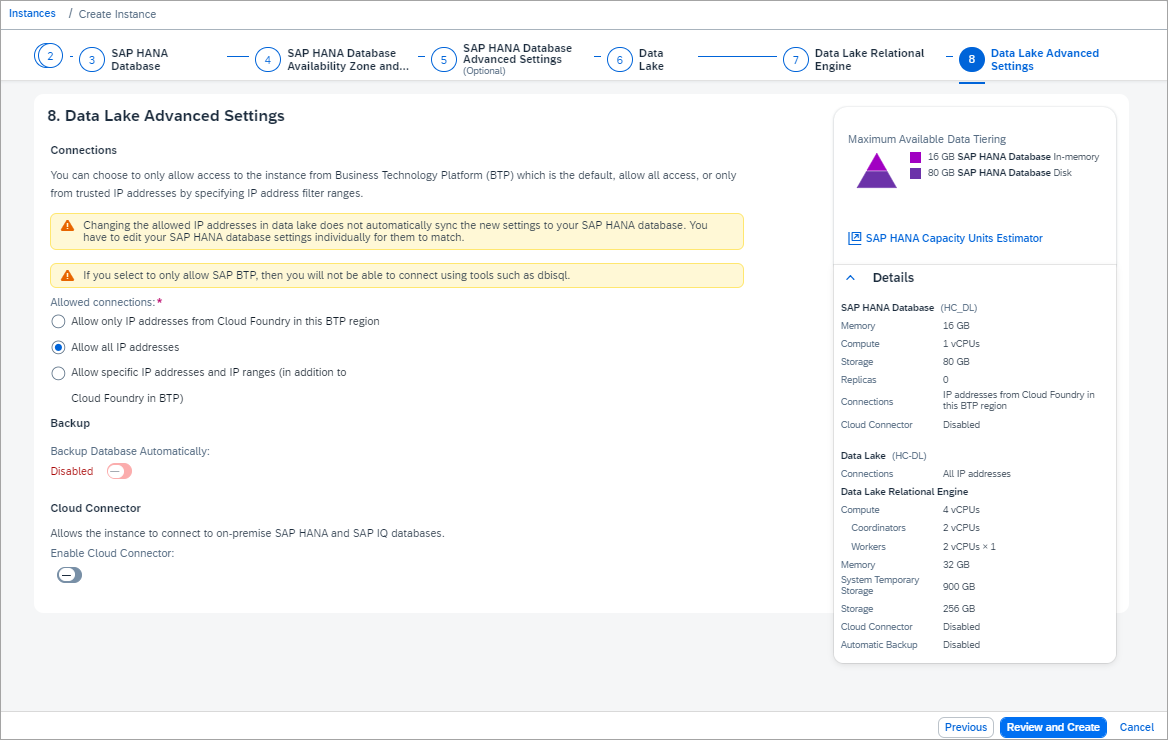 Instances / Create Instance
2
3 SAP HANA
Database
4 SAP HANA Database
Availability Zone and...
5 SAP HANA Database
Advanced Settings
(Optional)
6 Data
Lake
7 Data Lake Relational
Engine
8 Data Lake Advanced
Settings
8. Data Lake Advanced Settings
Connections
You can choose to only allow access to the instance from Business Technology Platform (BTP) which is the default, allow all access, or only
from trusted IP addresses by specifying IP address filter ranges.
Changing the allowed IP addresses in data lake does not automatically sync the new settings to your SAP HANA database. You
have to edit your SAP HANA database settings individually for them to match.
If you select to only allow SAP BTP, then you will not be able to connect using tools such as dbisql.
Allowed connections:*
Allow only IP addresses from Cloud Foundry in this BTP region
Allow all IP addresses
Allow specific IP addresses and IP ranges (in addition to
Cloud Foundry in BTP)
Backup
Backup Database Automatically:
Disabled
Cloud Connector
Allows the instance to connect to on-premise SAP HANA and SAP IQ databases.
Enable Cloud Connector:
Maximum Available Data Tiering
16 GB SAP HANA Database In-memory
80 GB SAP HANA Database Disk
SAP HANA Capacity Units Estimator
Details
SAP HANA Database (HC_DL)
Memory 16 GB
Compute 1 vCPUs
Storage 80 GB
Replicas 0
Connections IP addresses from Cloud Foundry in
this BTP region
Cloud Connector Disabled
Data Lake (HC-DL)
Connections All IP addresses
Data Lake Relational Engine
Compute 4 vCPUs
Coordinators 2 vCPUs
Workers 2 vCPUs × 1
Memory 32 GB
System Temporary
Storage 900 GB
Storage 256 GB
Cloud Connector Disabled
Automatic Backup Disabled
Previous Review and Create Cancel